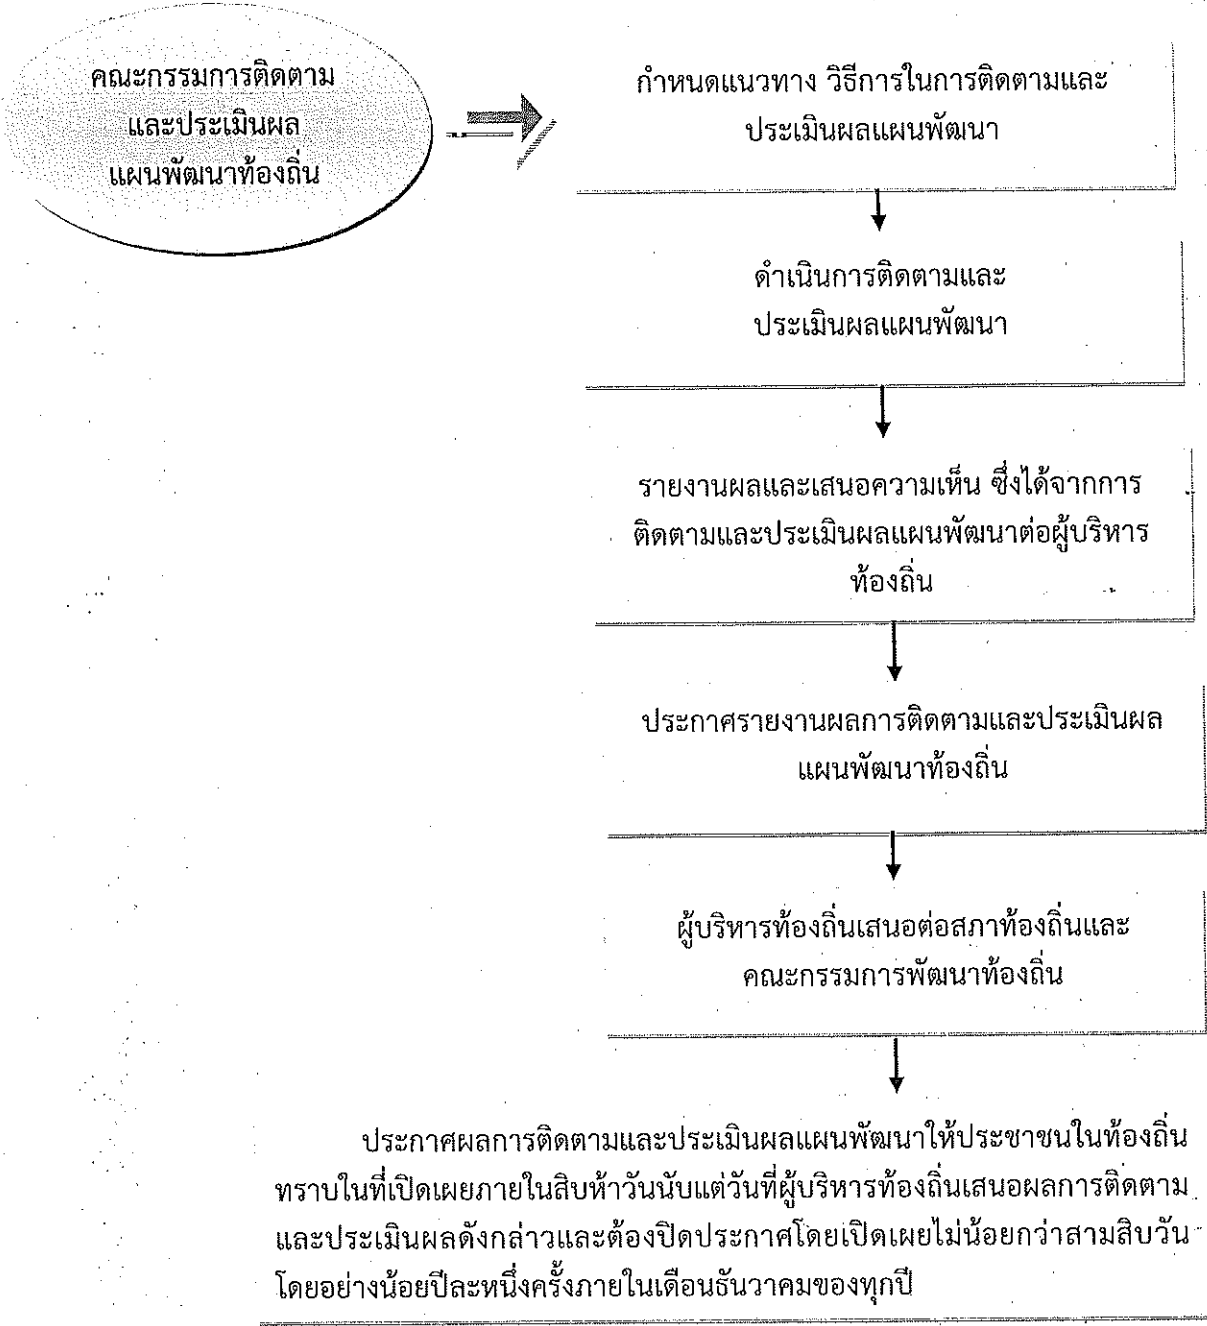 คณะกรรมการติดตาม
และประเมินผล
แผนพัฒนาท้องถิ่น
กำหนดแนวทาง วิธีการในการติดตามและ
ประเมินผลแผนพัฒนา
ดำเนินการติดตามและ
ประเมินผลแผนพัฒนา
รายงานผลและเสนอความเห็น ซึ่งได้จากการ
ติดตามและประเมินผลแผนพัฒนาต่อผู้บริหาร
ท้องถิ่น
ประกาศรายงานผลการติดตามและประเมินผล
แผนพัฒนาท้องถิ่น
ผู้บริหารท้องถิ่นเสนอต่อสภาท้องถิ่นและ
คณะกรรมการพัฒนาท้องถิ่น
ประกาศผลการติดตามและประเมินผลแผนพัฒนาให้ประชาชนในท้องถิ่น
ทราบในที่เปิดเผยภายในสิบห้าวันนับแต่วันที่ผู้บริหารท้องถิ่นเสนอผลการติดตาม
และประเมินผลดังกล่าวและต้องปิดประกาศโดยเปิดเผยไม่น้อยกว่าสามสิบวัน
โดยอย่างน้อยปีละหนึ่งครั้งภายในเดือนธันวาคมของทุกปี